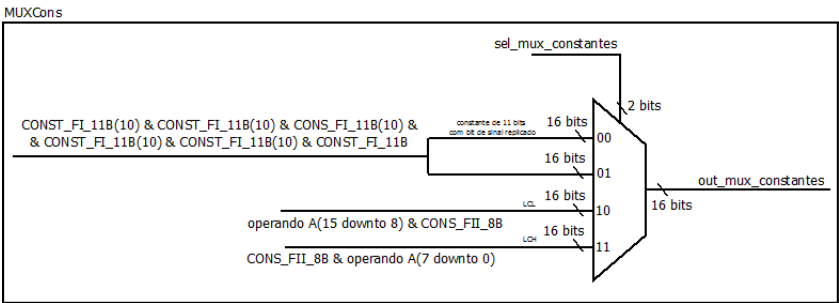 MUXCons
sel_mux_constantes
2 bits
CONST_FI_11B(10) & CONST_FI_11B(10) & CONS_FI_11B(10) &
& CONST_FI_11B(10) & CONST_FI_11B(10) & CONST_FI_11B
constante de 11 bits
com bit de sinal replicado
16 bits
00
16 bits
01
out_mux_constantes
16 bits
LCL
16 bits
10
operando A(15 downto 8) & CONS_FII_8B
LCH
16 bits
11
CONS_FII_8B & operando A(7 downto 0)